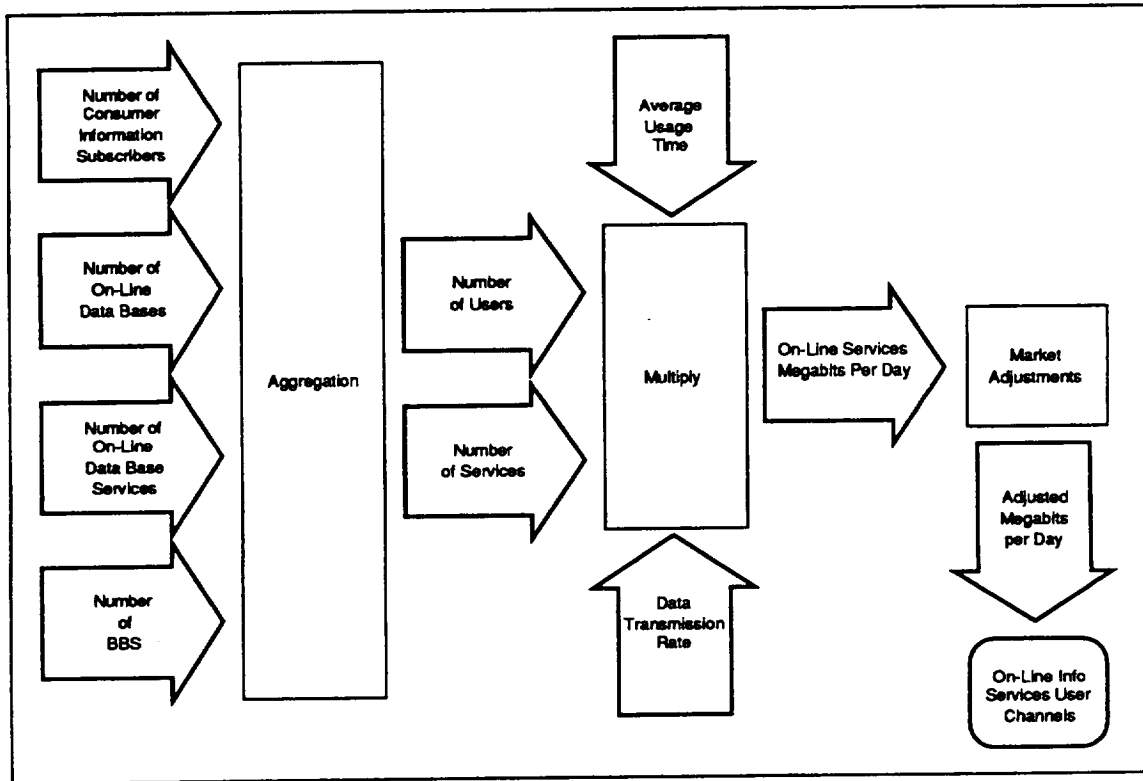 Number of
Consumer
Information
Subscribers
Number of
On-Line
Data Bases
Number of
On-Line
Data Base
Services
Number
of
BBS
Aggregation
Number
of Users
Number
of Services
Average
Usage
Time
Multiply
Data
Transmission
Rate
On-Line Services
Megabits Per Day
Market
Adjustments
Adjusted
Megabits
per Day
On-Line Info
Services User
Channels